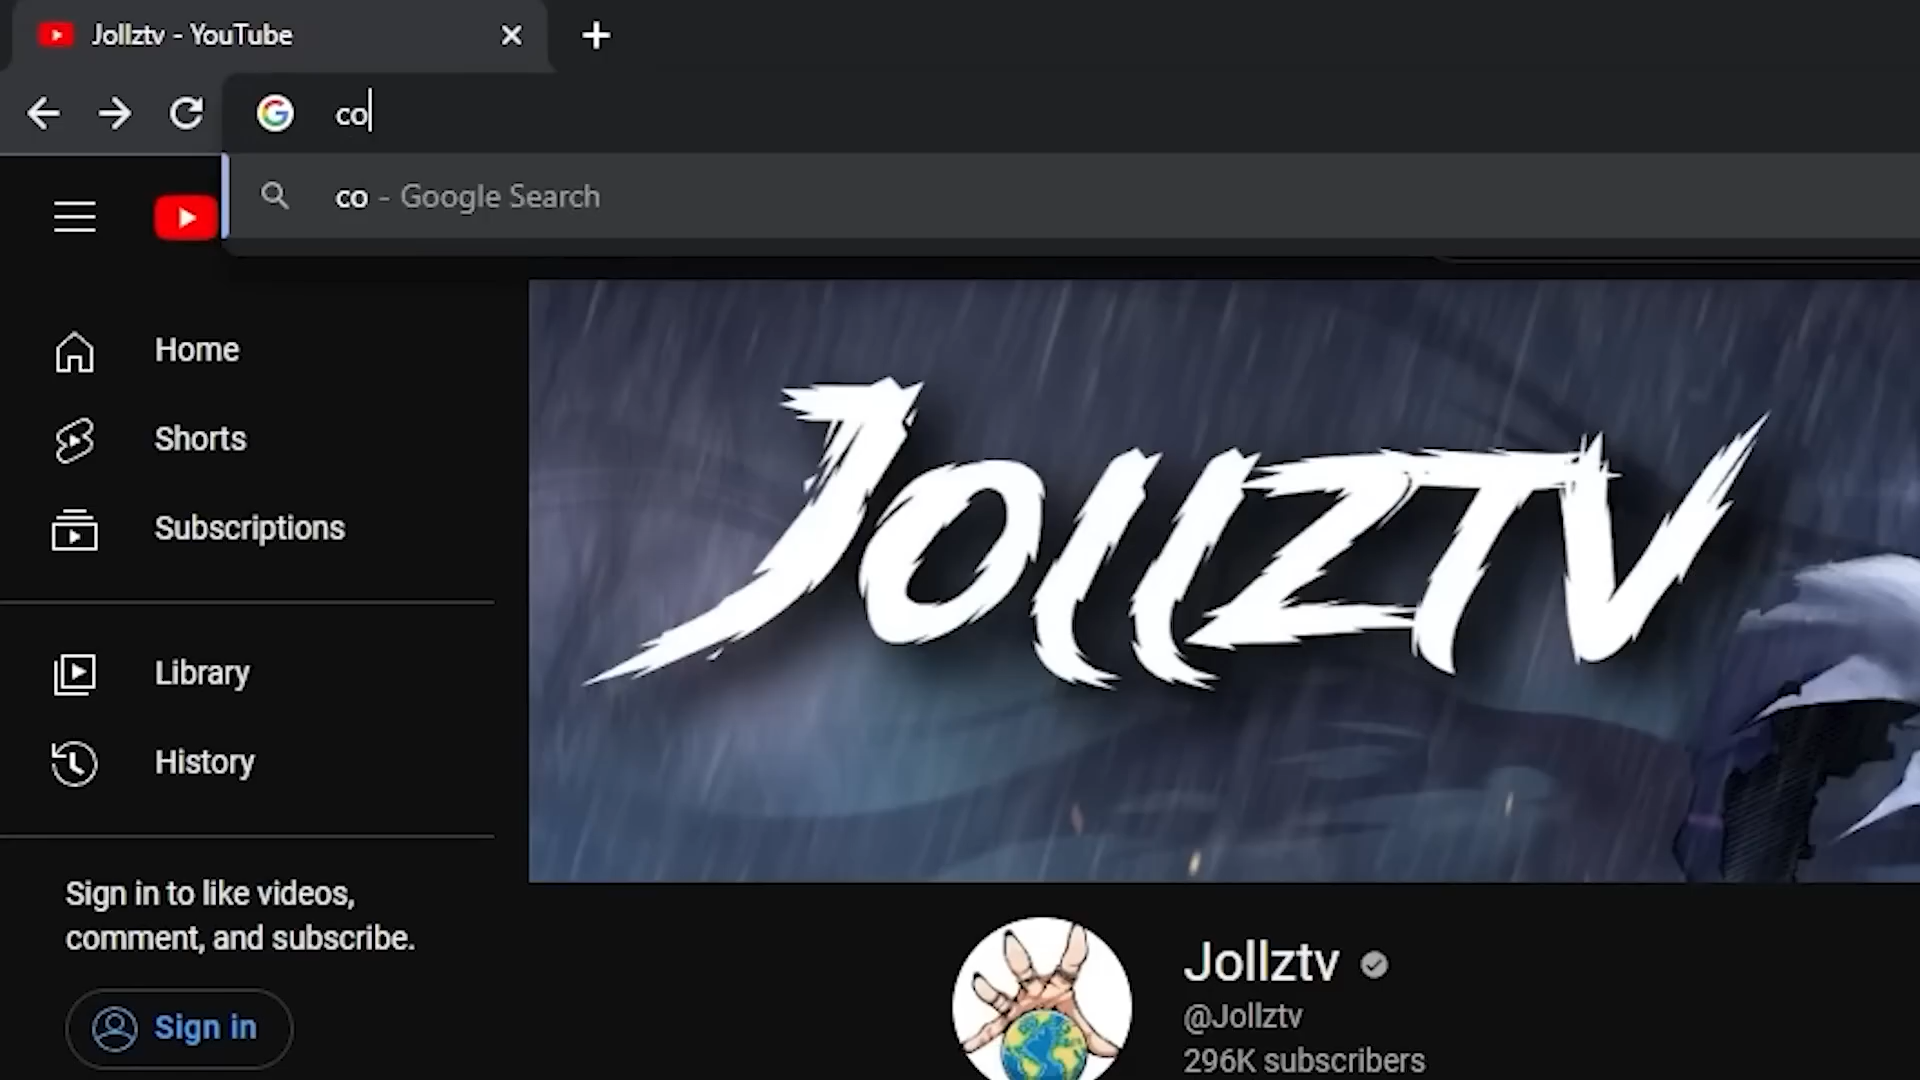 Jollztv - YouTube
co
co - Google Search
Home
Shorts
Subscriptions
Library
History
Sign in to like videos,
comment, and subscribe.
Sign in
JollzTV
Jollztv
@Jollztv
296K subscribers